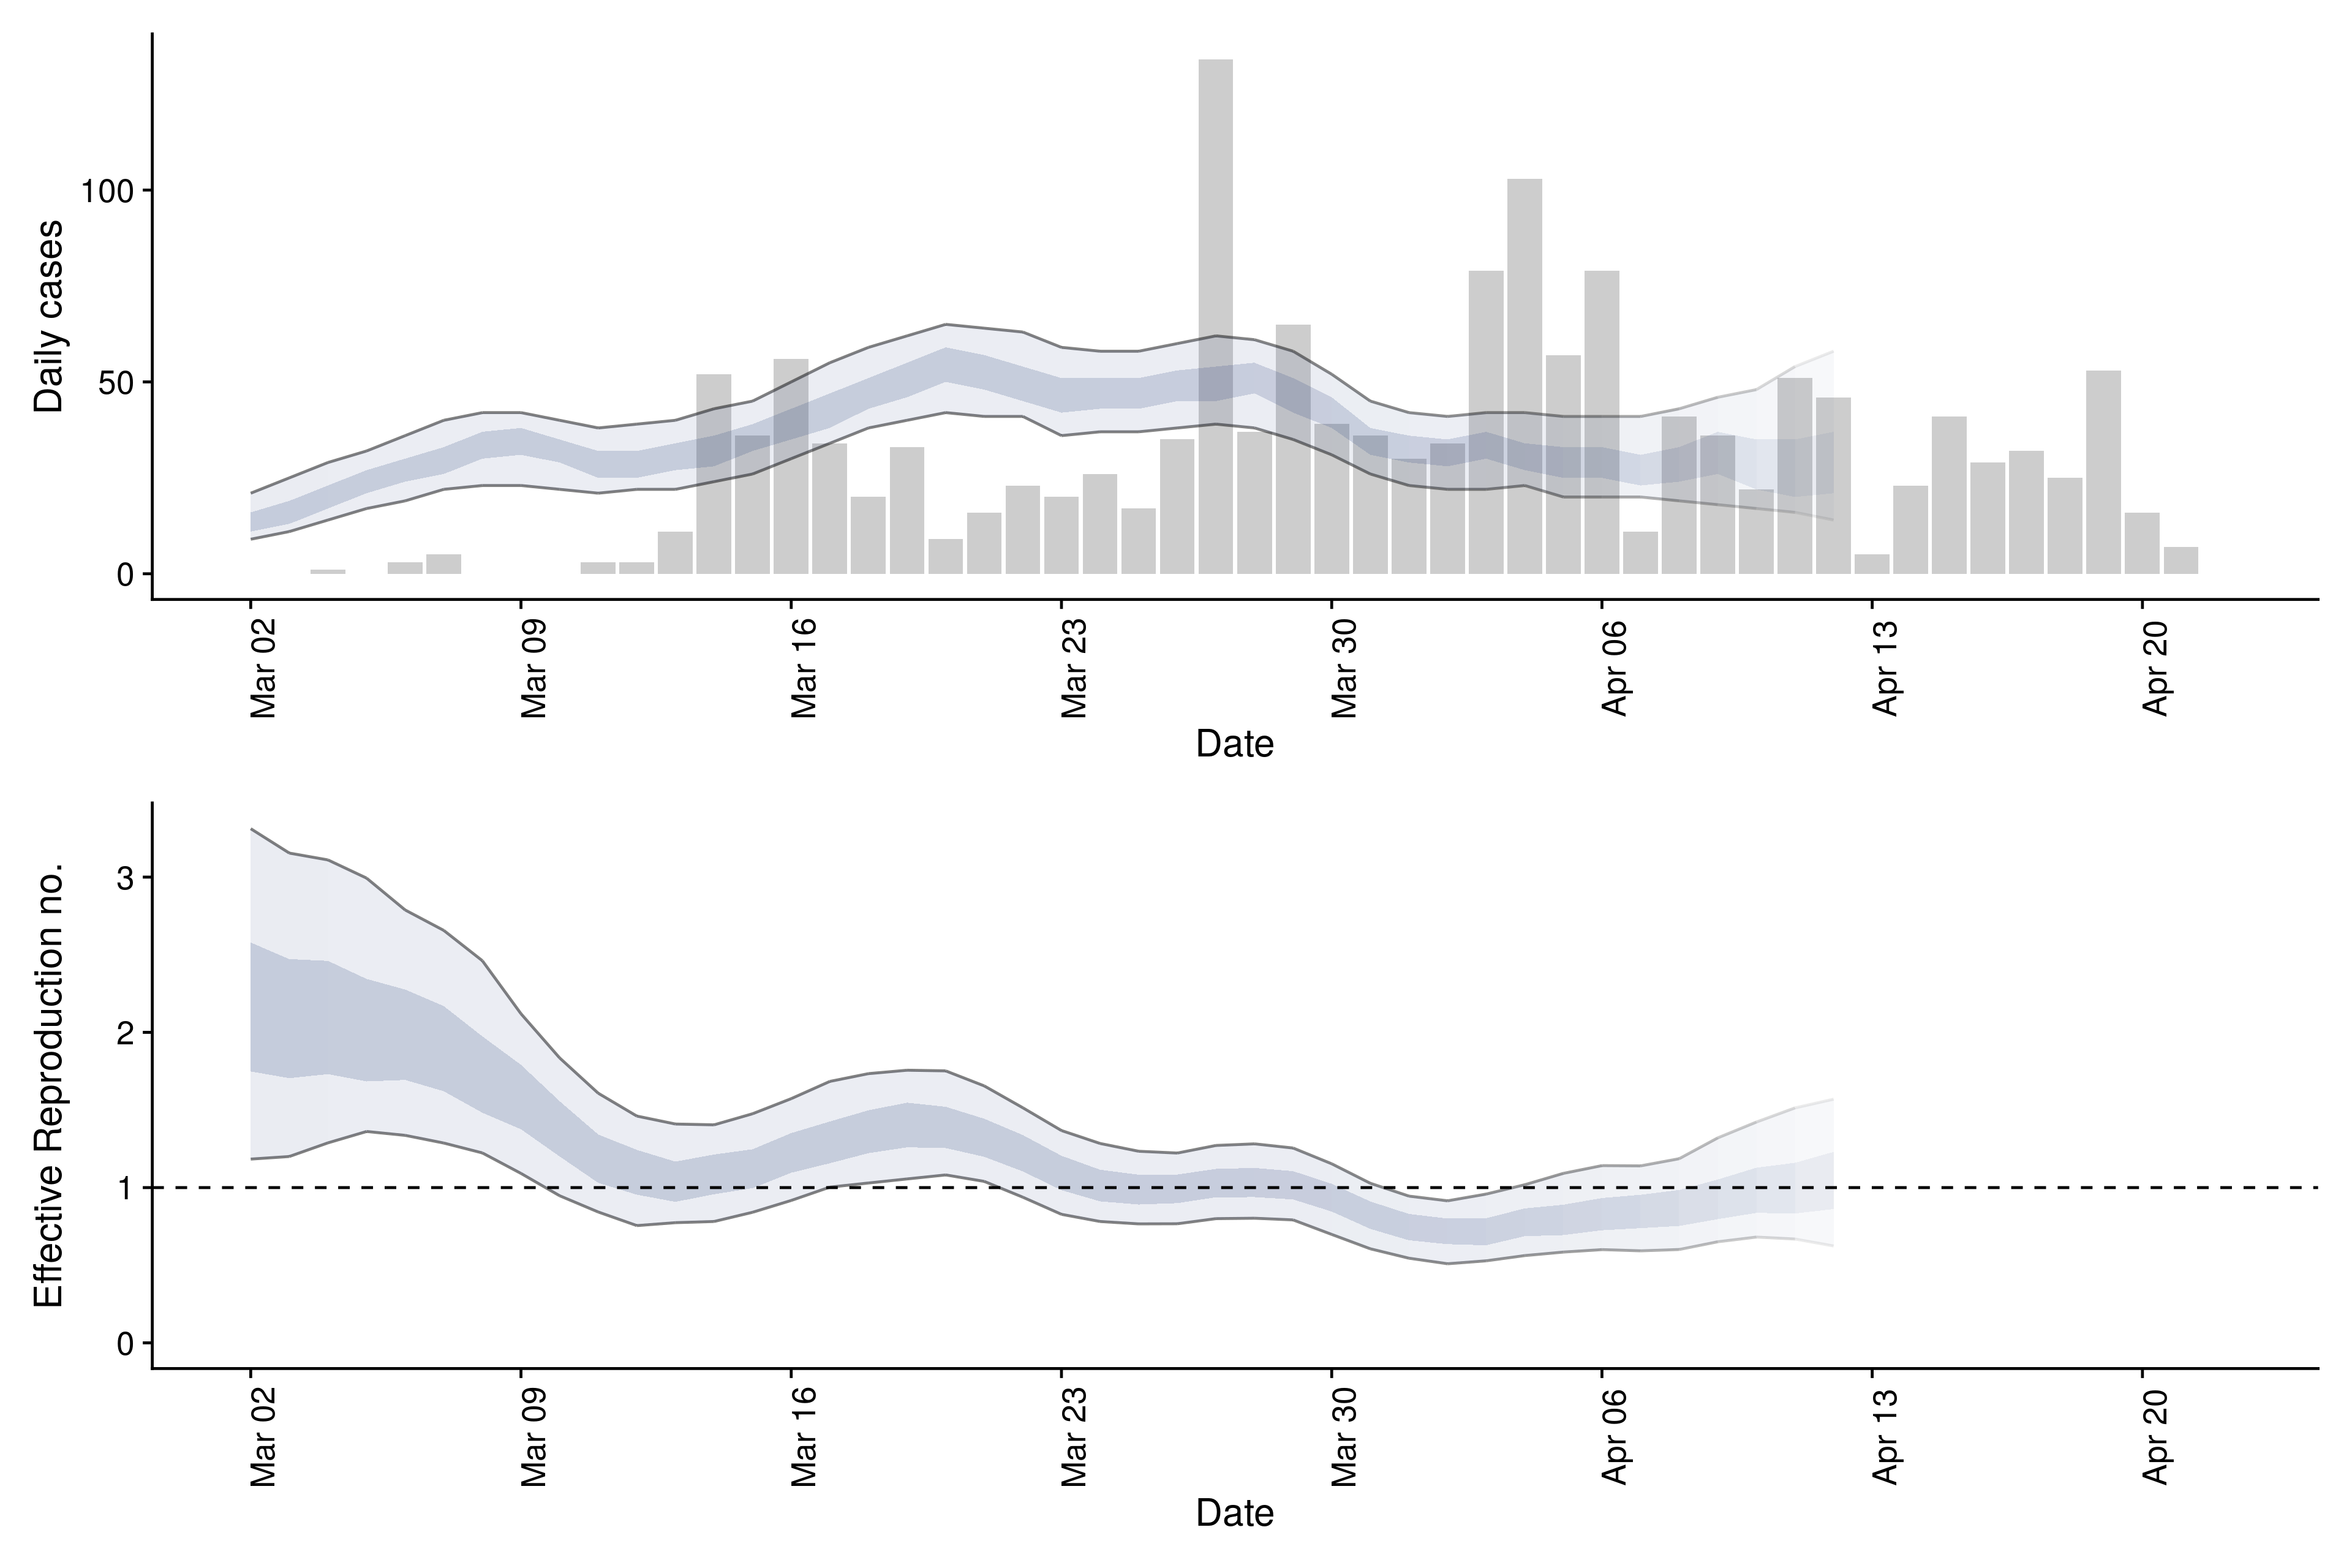 Daily cases
100
50
0
Mar 02
Mar 09
Mar 16
Mar 23
Mar 30
Apr 06
Apr 13
Apr 20
Date
Effective Reproduction no.
3
2
1
0
Mar 02
Mar 09
Mar 16
Mar 23
Mar 30
Apr 06
Apr 13
Apr 20
Date